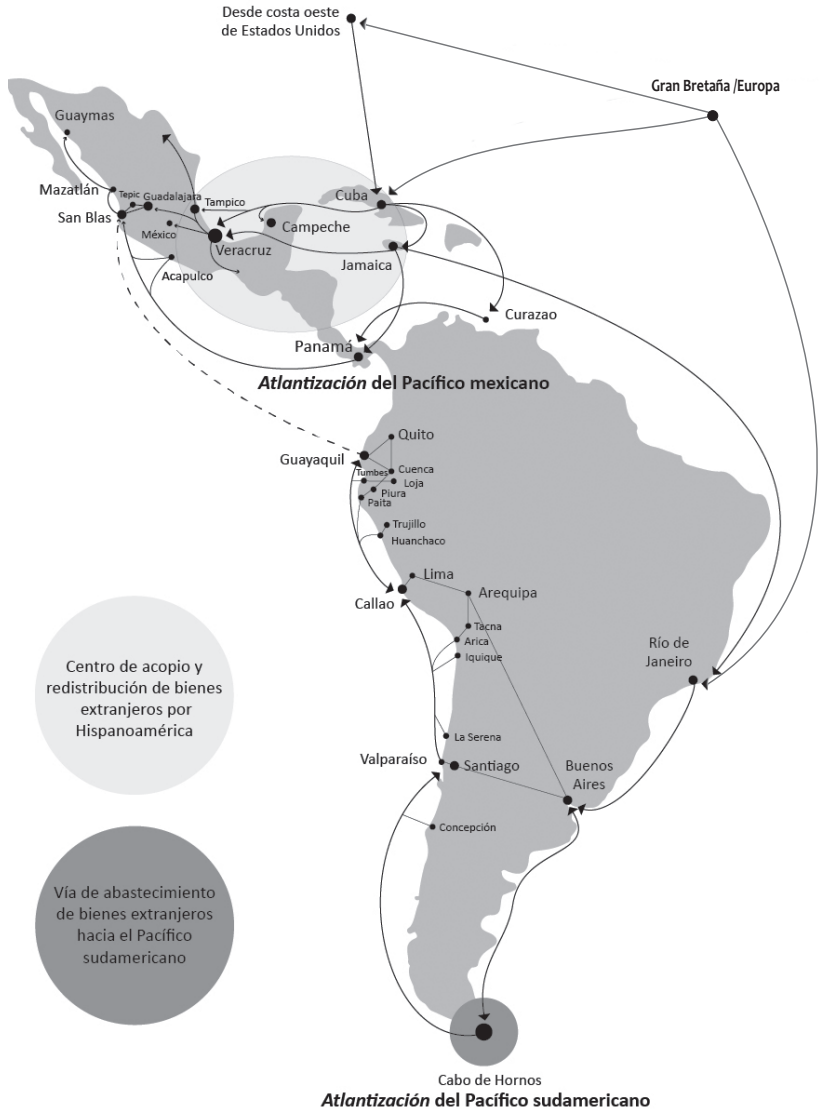 Desde costa oeste
de Estados Unidos
Gran Bretaña /Europa
Guaymas
Mazatlán
Tepic
Guadalajara
Tampico
San Blas
México
Veracruz
Acapulco
Cuba
Campeche
Jamaica
Curazao
Panamá
Atlantización del Pacífico mexicano
Quito
Guayaquil
Cuenca
Tumbes
Loja
Piura
Paita
Trujillo
Huanchaco
Lima
Callao
Arequipa
Tacna
Arica
Iquique
Río de
Janeiro
Centro de acopio y
redistribución de bienes
extranjeros por
Hispanoamérica
La Serena
Valparaíso
Santiago
Buenos
Aires
Concepción
Vía de abastecimiento
de bienes extranjeros
hacia el Pacífico
sudamericano
Cabo de Hornos
Atlantización del Pacífico sudamericano